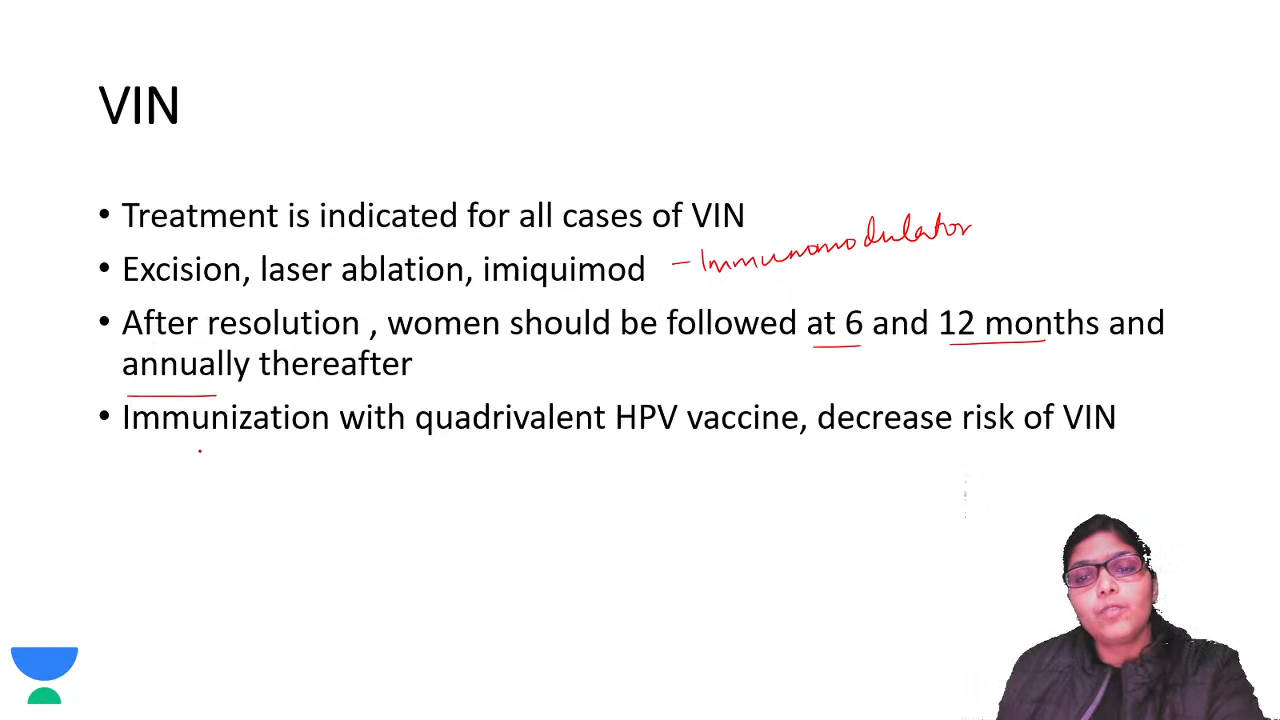 VIN
• Treatment is indicated for all cases of VIN
• Excision, laser ablation, imiquimod - Immunomodulator
• After resolution , women should be followed at 6 and 12 months and
annually thereafter
• Immunization with quadrivalent HPV vaccine, decrease risk of VIN